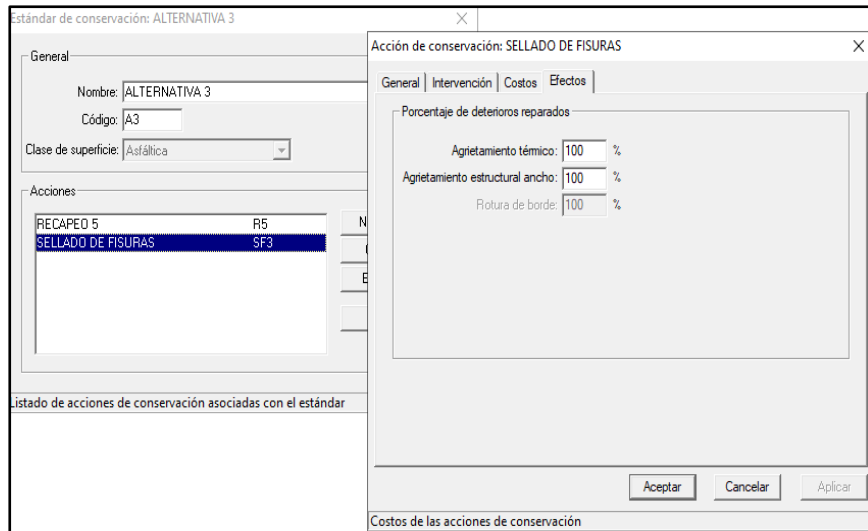 Estándar de conservación: ALTERNATIVA 3
General
Nombre: ALTERNATIVA 3
Código: A3
Clase de superficie: Asfáltica
Acciones
RECAPEO 5 R5
SELLADO DE FISURAS SF3
N
E
Listado de acciones de conservación asociadas con el estándar
Acción de conservación: SELLADO DE FISURAS
General Intervención Costos Efectos
Porcentaje de deterioros reparados
Agrietamiento térmico: 100 %
Agrietamiento estructural ancho: 100 %
Rotura de borde: 100 %
Aceptar Cancelar Aplicar
Costos de las acciones de conservación